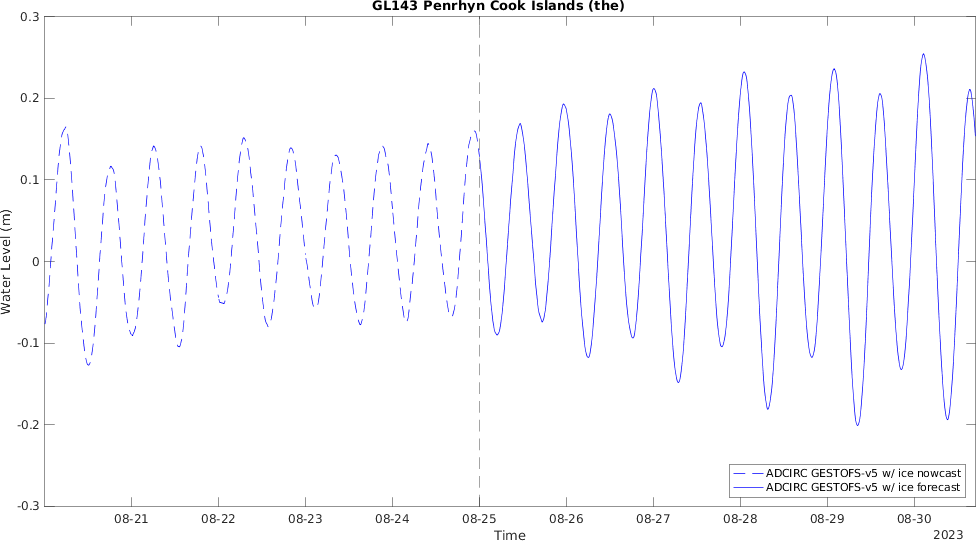 GL143 Penrhyn Cook Islands (the)
0.3
0.2
0.1
0
-0.1
-0.2
-0.3
Water Level (m)
ADCIRC GESTOFS-v5 w/ ice nowcast
ADCIRC GESTOFS-v5 w/ ice forecast
08-21 08-22 08-23 08-24 08-25 08-26 08-27 08-28 08-29 08-30
Time
2023